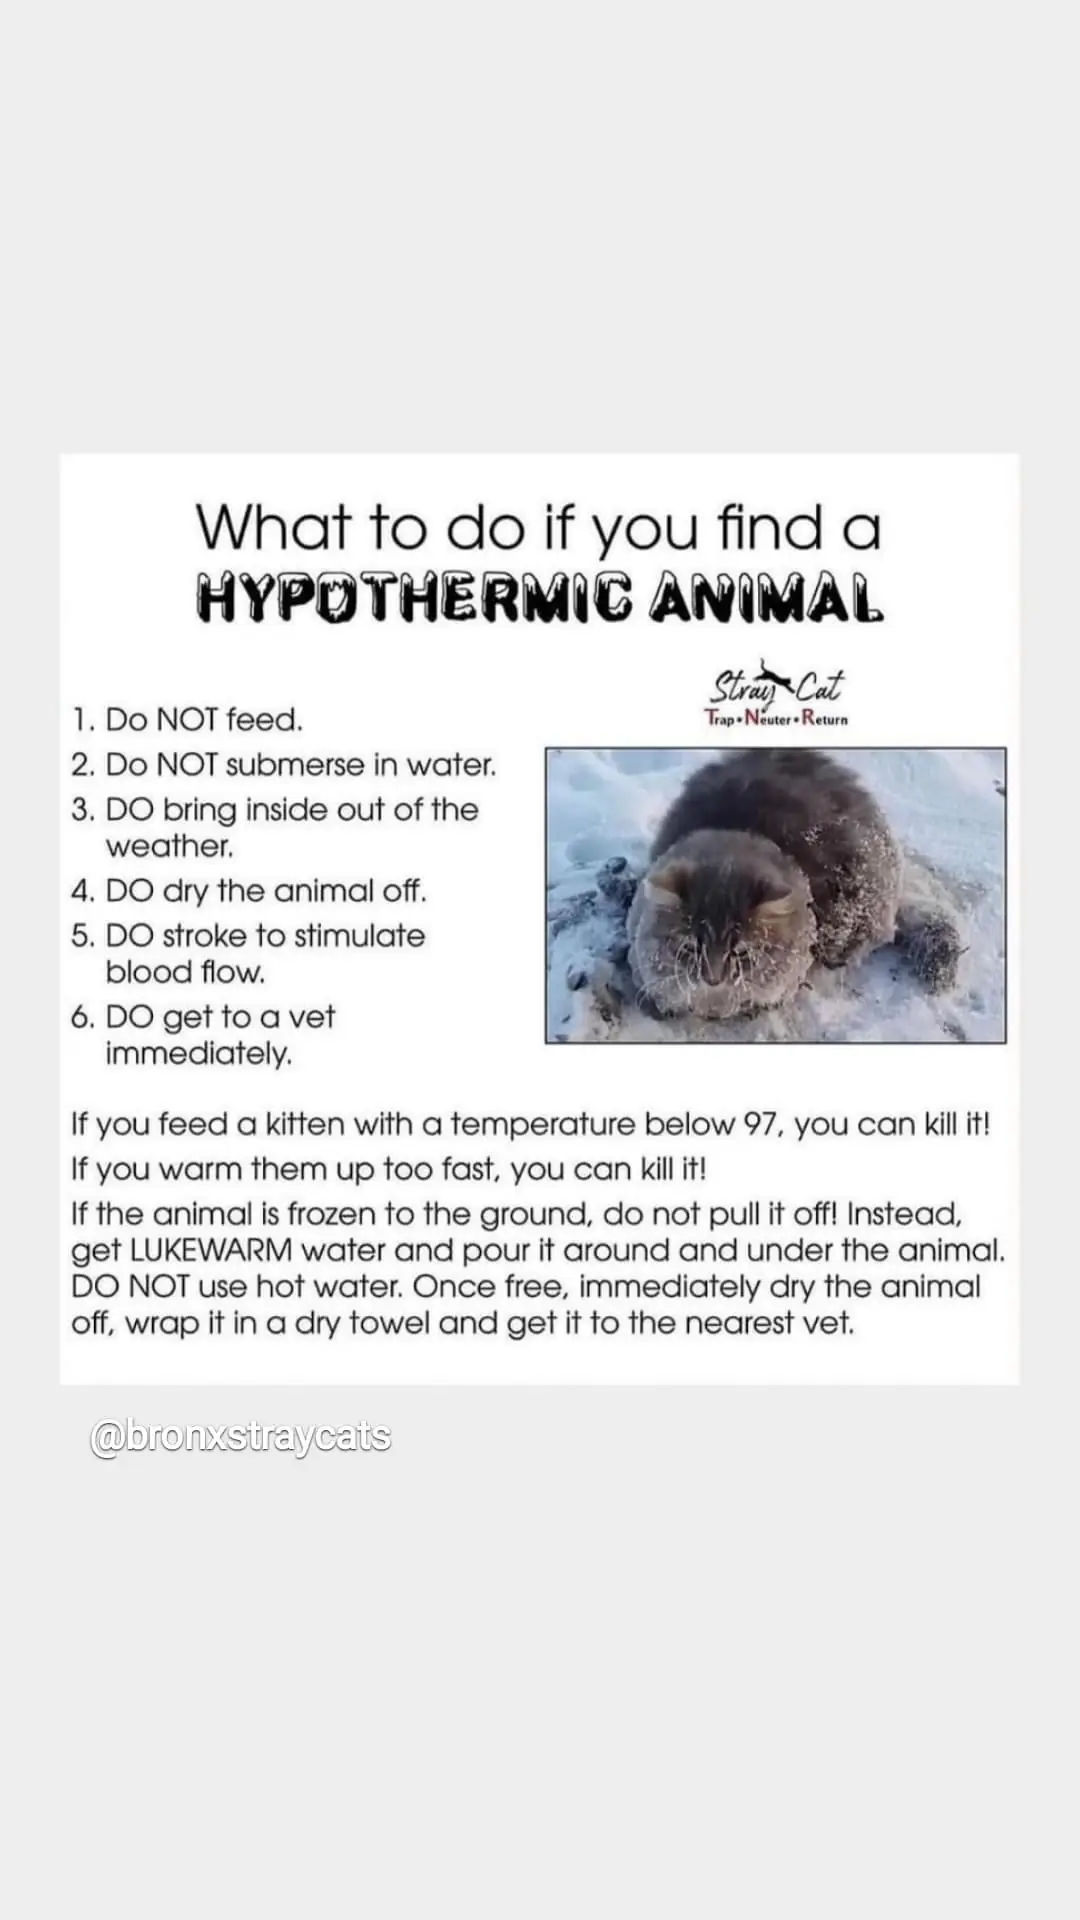 What to do if you find a
HYPOTHERMIC ANIMAL
Stray Cat
Trap•Neuter•Return
1. Do NOT feed.
2. Do NOT submerse in water.
3. DO bring inside out of the
weather.
4. DO dry the animal off.
5. DO stroke to stimulate
blood flow.
6. DO get to a vet
immediately.
If you feed a kitten with a temperature below 97, you can kill it!
If you warm them up too fast, you can kill it!
If the animal is frozen to the ground, do not pull it off! Instead,
get LUKEWARM water and pour it around and under the animal.
DO NOT use hot water. Once free, immediately dry the animal
off, wrap it in a dry towel and get it to the nearest vet.
@bronxstraycats